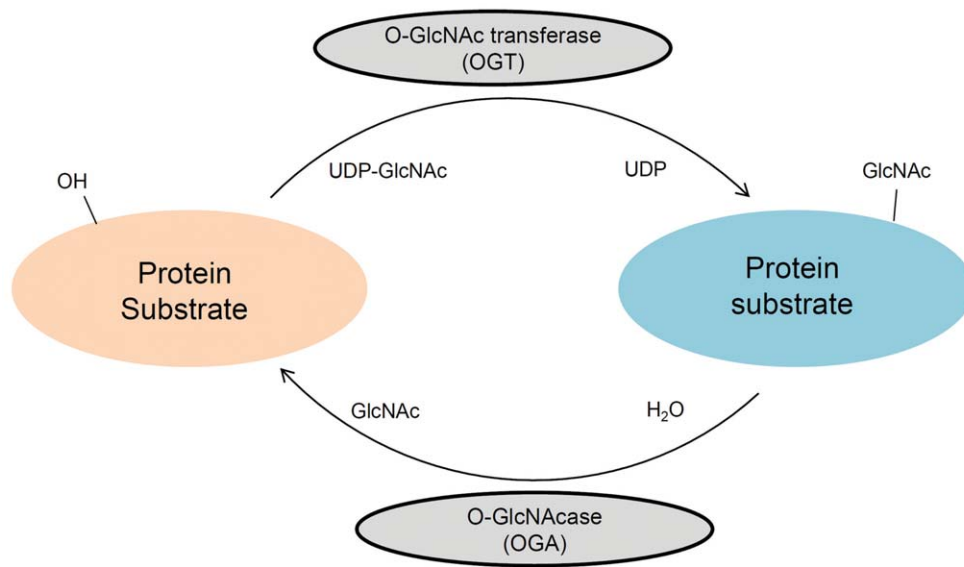 O-GlcNAc transferase
(OGT)
UDP-GlcNAc
UDP
OH
GlcNAc
Protein
Substrate
Protein
substrate
GlcNAc
H₂O
O-GlcNAcase
(OGA)